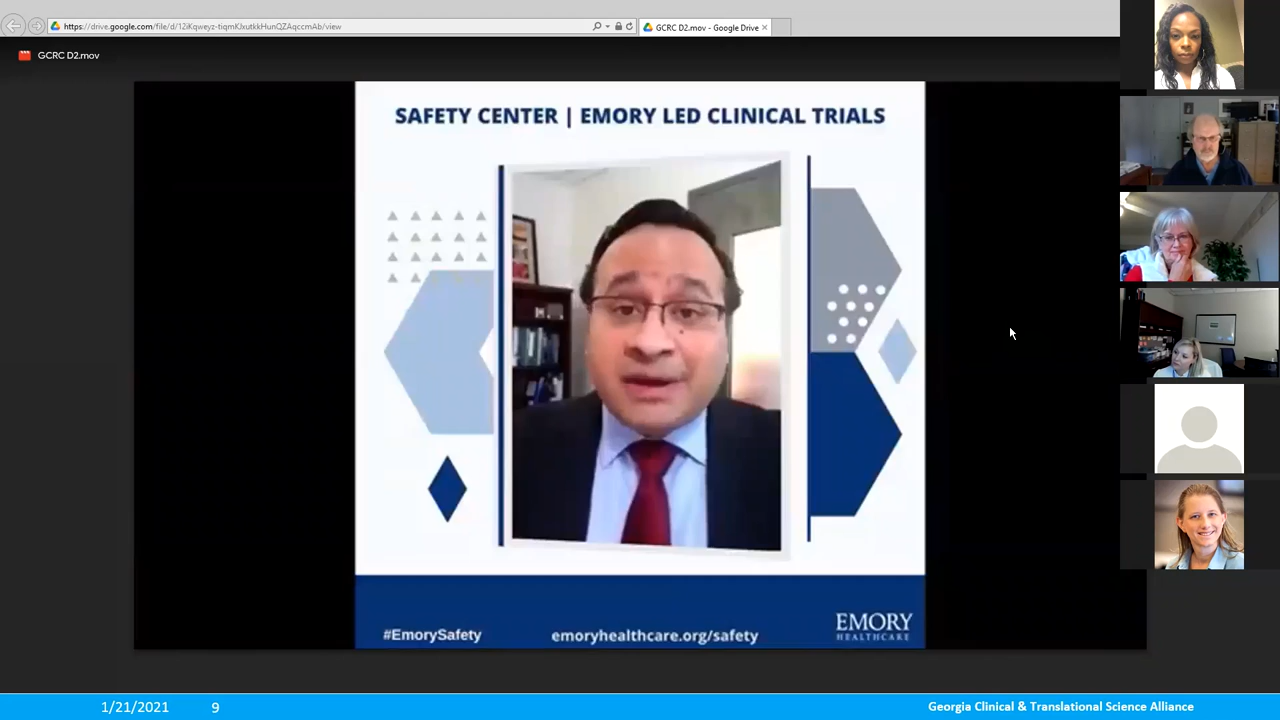 https://drive.google.com/file/d/12iKqweyz-tiqmKJxutkkHunQZAqccmAb/view
GCRC D2.mov - Google Drive
GCRC D2.mov
SAFETY CENTER | EMORY LED CLINICAL TRIALS
#EmorySafety
emoryhealthcare.org/safety
EMORY
HEALTHCARE
1/21/2021
9
Georgia Clinical & Translational Science Alliance